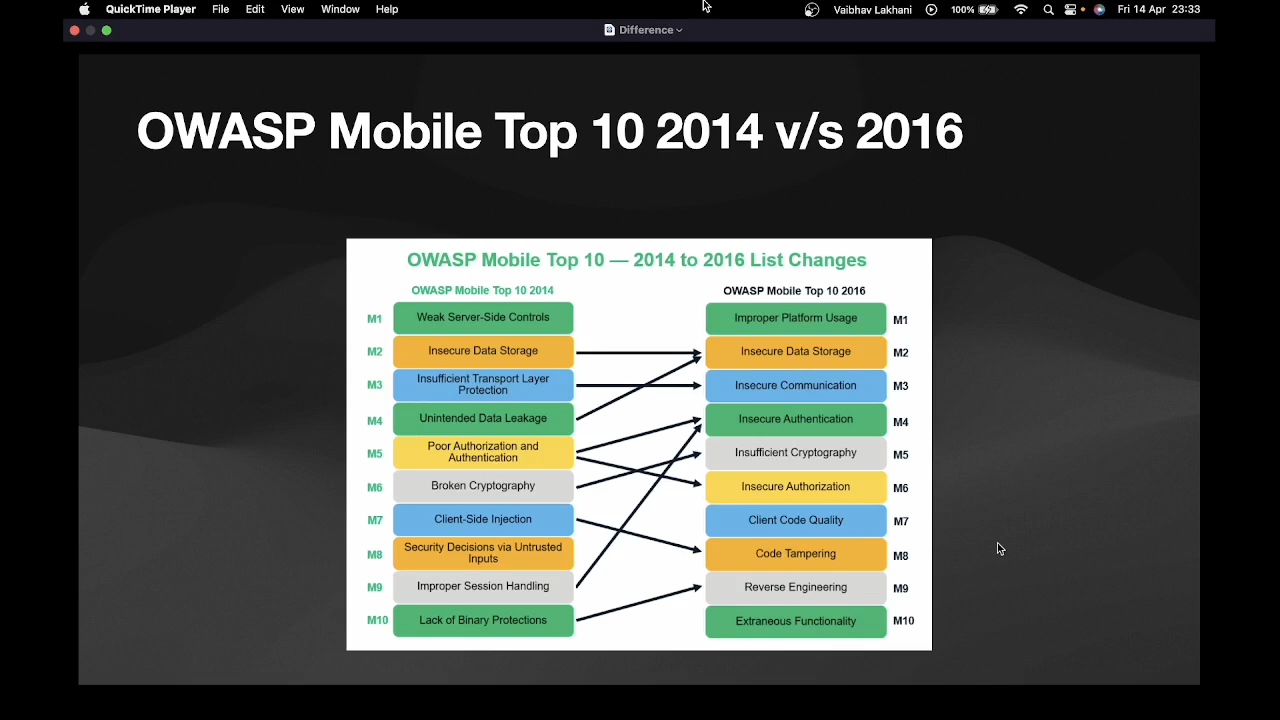 QuickTime Player File Edit View Window Help Vaibhav Lakhani 100% Fri 14 Apr 23:33
Difference
OWASP Mobile Top 10 2014 v/s 2016
OWASP Mobile Top 10 — 2014 to 2016 List Changes
OWASP Mobile Top 10 2014 OWASP Mobile Top 10 2016
M1 Weak Server-Side Controls Improper Platform Usage M1
M2 Insecure Data Storage Insecure Data Storage M2
M3 Insufficient Transport Layer
Protection Insecure Communication M3
M4 Unintended Data Leakage Insecure Authentication M4
M5 Poor Authorization and
Authentication Insufficient Cryptography M5
M6 Broken Cryptography Insecure Authorization M6
M7 Client-Side Injection Client Code Quality M7
M8 Security Decisions via Untrusted
Inputs Code Tampering M8
M9 Improper Session Handling Reverse Engineering M9
M10 Lack of Binary Protections Extraneous Functionality M10